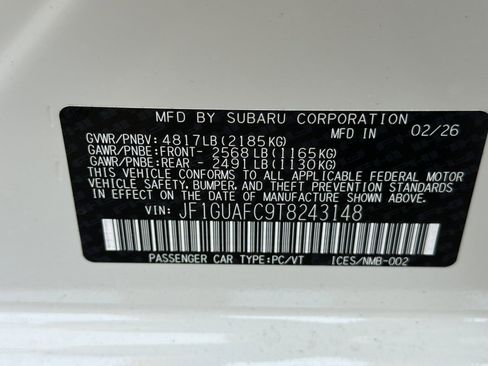 MFD BY SUBARU CORPORATION
MFD.IN 02/26
GVWR/PNBV: 4817LB(2185KG)
GAWR/PNBE:FRONT- 2568LB(1165KG)
GAWR/PNBE:REAR - 2491LB(1130KG)
THIS VEHICLE CONFORMS TO ALL APPLICABLE FEDERAL MOTOR
VEHICLE SAFETY, BUMPER, AND THEFT PREVENTION STANDARDS
IN EFFECT ON THE DATE OF MANUFACTURE SHOWN ABOVE.
VIN: JF1GUAFC9T8243148
PASSENGER CAR TYPE:PC/VT ICES/NMB-002